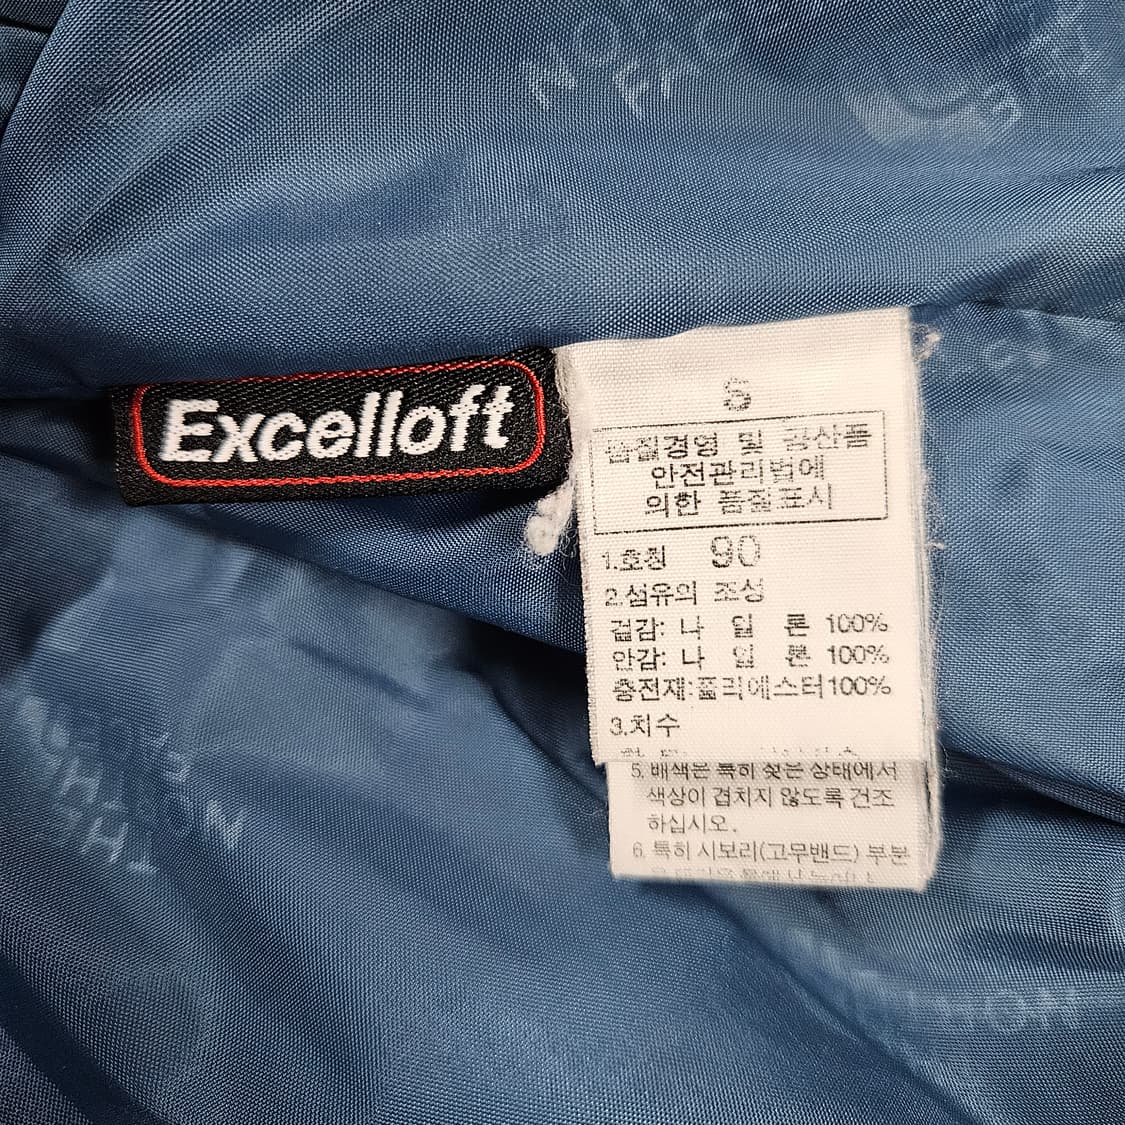 Excelloft
S
품질경영 및 공산품
안전관리법에
의한 품질표시
1.호칭 90
2.섬유의 조성
겉감: 나 일 론 100%
안감: 나 일 론 100%
충전재:폴리에스터100%
3.치수
5. 배색은 특히 젖은 상태에서
색상이 겹치지 않도록 건조
하십시오.
6. 특히 시보리(고무밴드) 부분